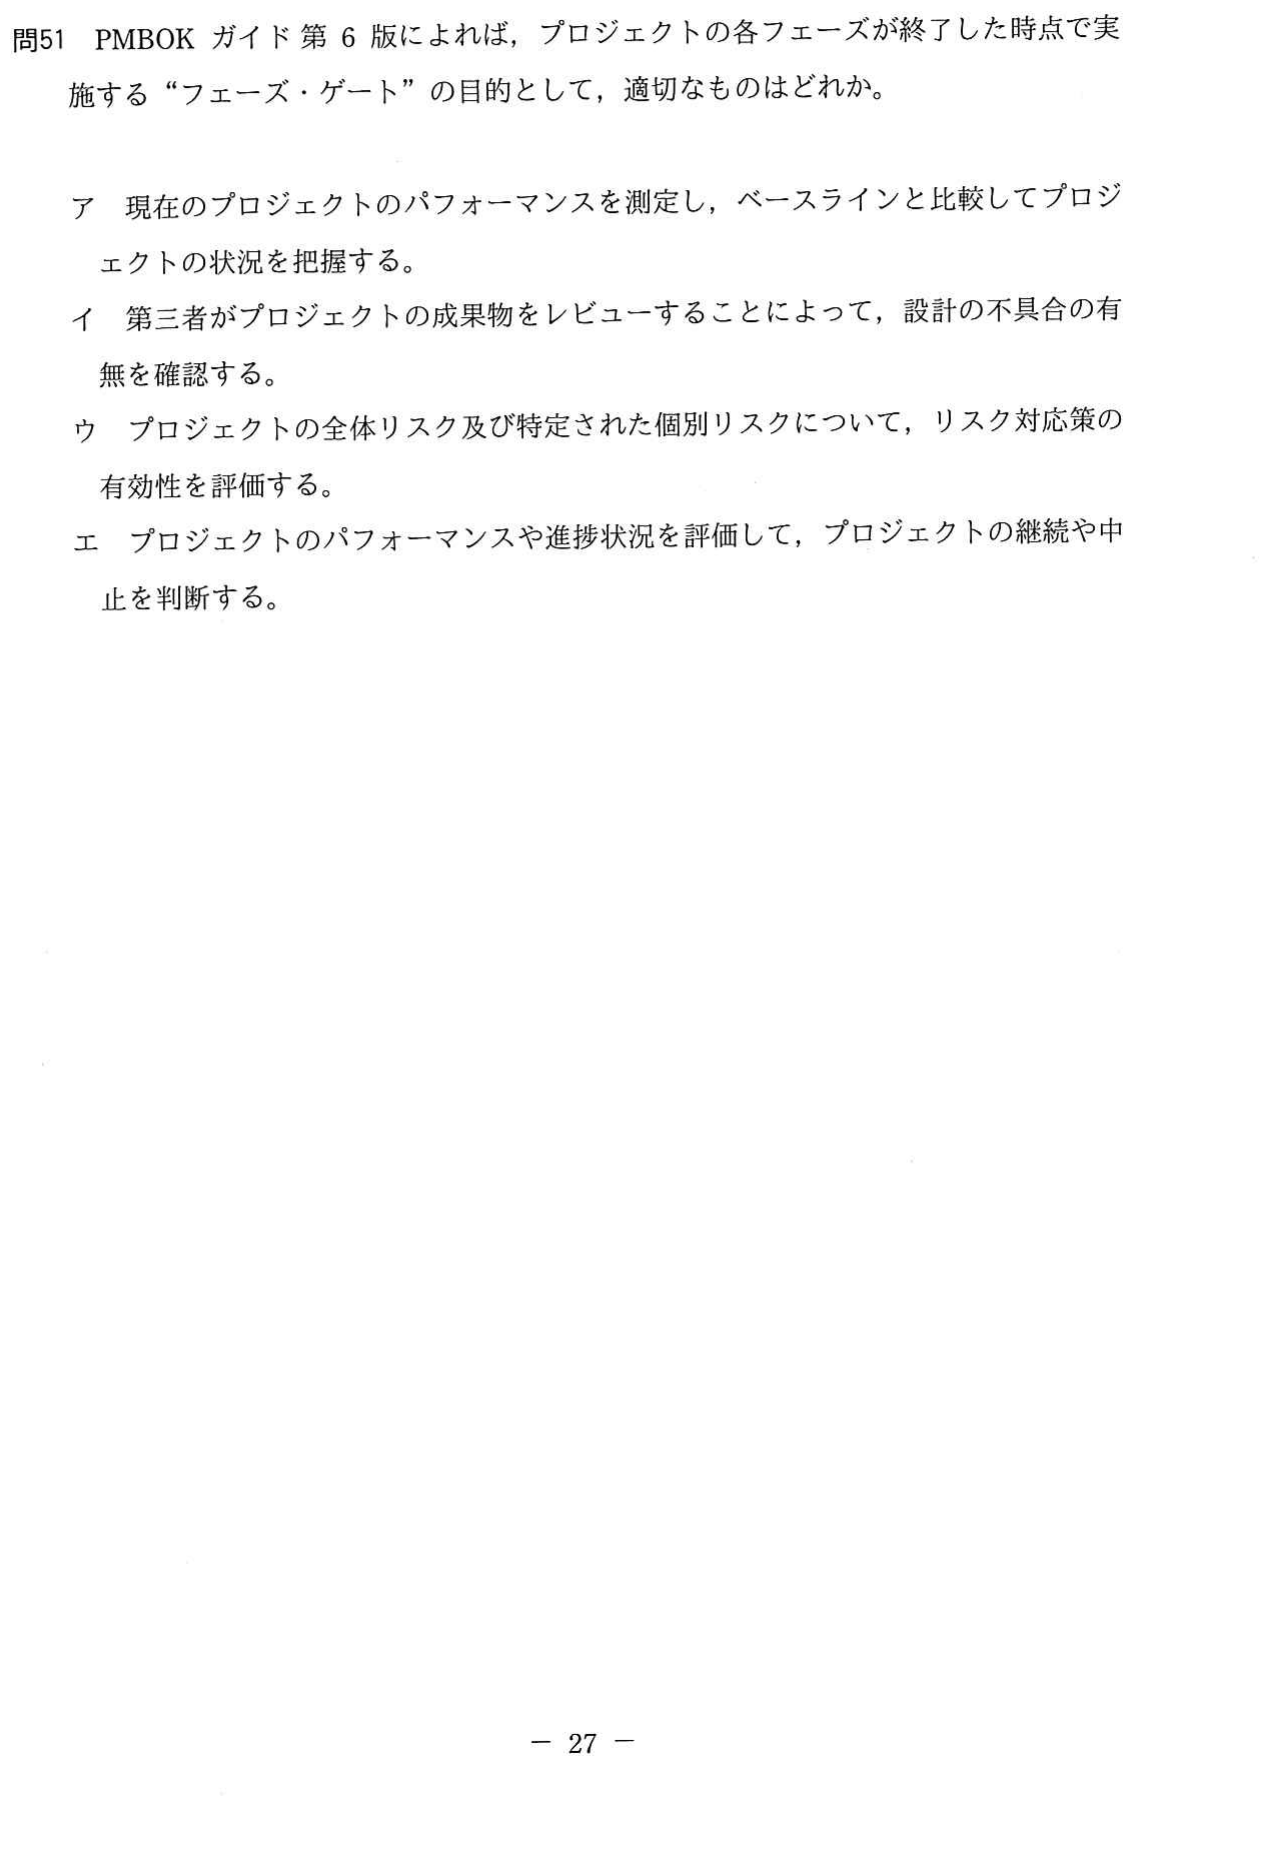 問51 PMBOK ガイド第 6 版によれば，プロジェクトの各フェーズが終了した時点で実
施する“フェーズ・ゲート”の目的として，適切なものはどれか。
ア 現在のプロジェクトのパフォーマンスを測定し，ベースラインと比較してプロジ
ェクトの状況を把握する。
イ 第三者がプロジェクトの成果物をレビューすることによって，設計の不具合の有
無を確認する。
ウ プロジェクトの全体リスク及び特定された個別リスクについて，リスク対応策の
有効性を評価する。
エ プロジェクトのパフォーマンスや進捗状況を評価して，プロジェクトの継続や中
止を判断する。
－ 27 －